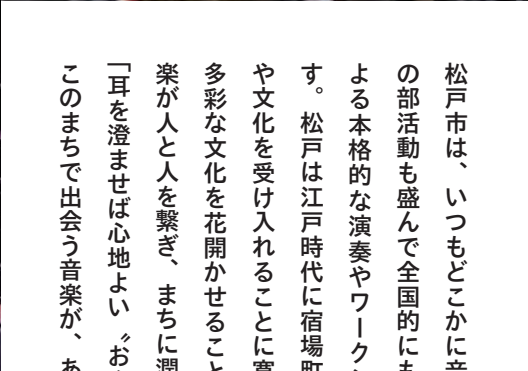 松戸市は、いつもどこかに音
の部活動も盛んで全国的にも
よる本格的な演奏やワーク
す。松戸は江戸時代に宿場町
や文化を受け入れることに寛
多彩な文化を花開かせること
楽が人と人を繋ぎ、まちに潤
「耳を澄ませば心地よい〝お
このまちで出会う音楽が、あ